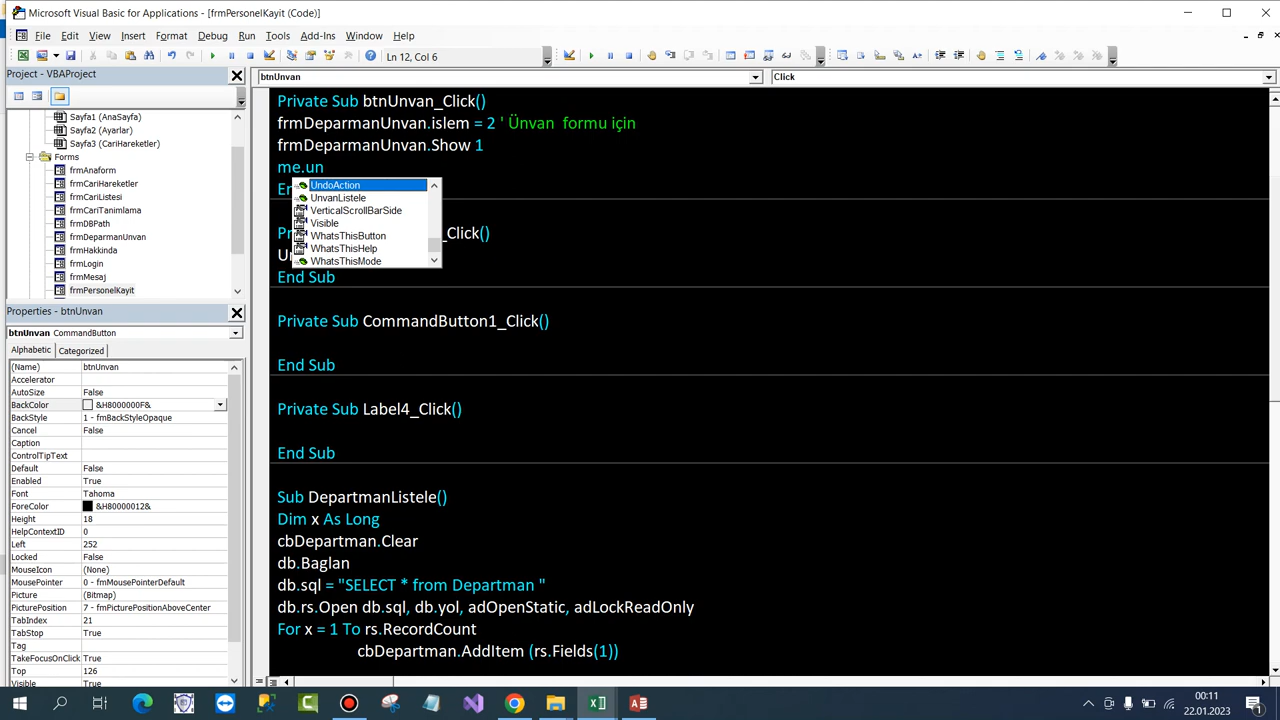 Microsoft Visual Basic for Applications - [frmPersonelKayit (Code)]
File Edit View Insert Format Debug Run Tools Add-Ins Window Help
Ln 12, Col 6
Project - VBAProject
Sayfa1 (AnaSayfa)
Sayfa2 (Ayarlar)
Sayfa3 (CariHareketler)
Forms
frmAnaform
frmCariHareketler
frmCariListesi
frmCariTanimlama
frmDBPath
frmDeparmanUnvan
frmHakkinda
frmLogin
frmMesaj
frmPersonelKayit
Properties - btnUnvan
btnUnvan CommandButton
Alphabetic Categorized
(Name) btnUnvan
Accelerator
AutoSize False
BackColor &H8000000F&
BackStyle 1 - fmBackStyleOpaque
Cancel False
Caption
ControlTipText
Default False
Enabled True
Font Tahoma
ForeColor &H80000012&
Height 18
HelpContextID 0
Left 252
Locked False
MouseIcon (None)
MousePointer 0 - fmMousePointerDefault
Picture (Bitmap)
PicturePosition 7 - fmPicturePositionAboveCenter
TabIndex 21
TabStop True
Tag
TakeFocusOnClick True
Top 126
Visible True
btnUnvan Click
Private Sub btnUnvan_Click()
frmDeparmanUnvan.islem = 2 ' Ünvan formu için
frmDeparmanUnvan.Show 1
me.un
UndoAction
UnvanListele
VerticalScrollBarSide
Visible
WhatsThisButton
WhatsThisHelp
WhatsThisMode
_Click()
End Sub
Private Sub CommandButton1_Click()
End Sub
Private Sub Label4_Click()
End Sub
Sub DepartmanListele()
Dim x As Long
cbDepartman.Clear
db.Baglan
db.sql = "SELECT * from Departman "
db.rs.Open db.sql, db.yol, adOpenStatic, adLockReadOnly
For x = 1 To rs.RecordCount
cbDepartman.AddItem (rs.Fields(1))
00:11
22.01.2023